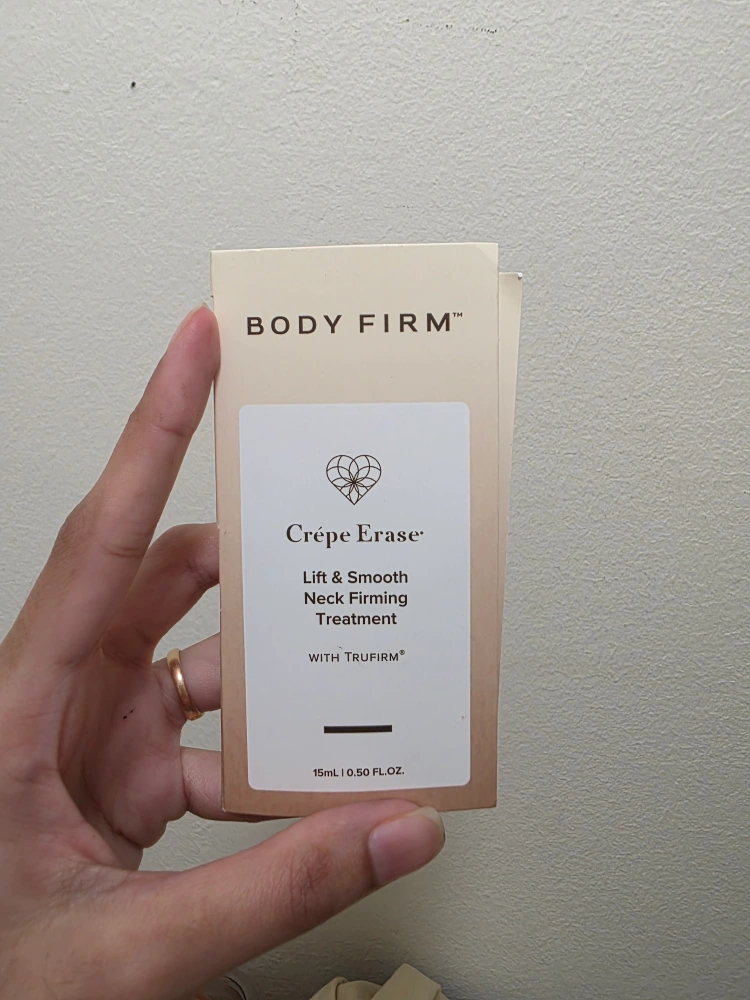 BODY FIRM™
Crépe Erase®
Lift & Smooth
Neck Firming
Treatment
WITH TRUFIRM®
15mL | 0.50 FL.OZ.